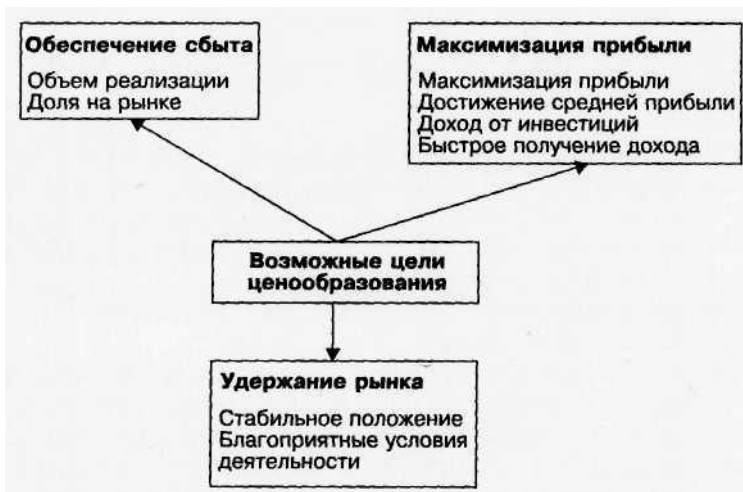 Обеспечение сбыта
Объем реализации
Доля на рынке
Максимизация прибыли
Максимизация прибыли
Достижение средней прибыли
Доход от инвестиций
Быстрое получение дохода
Возможные цели
ценообразования
Удержание рынка
Стабильное положение
Благоприятные условия
деятельности